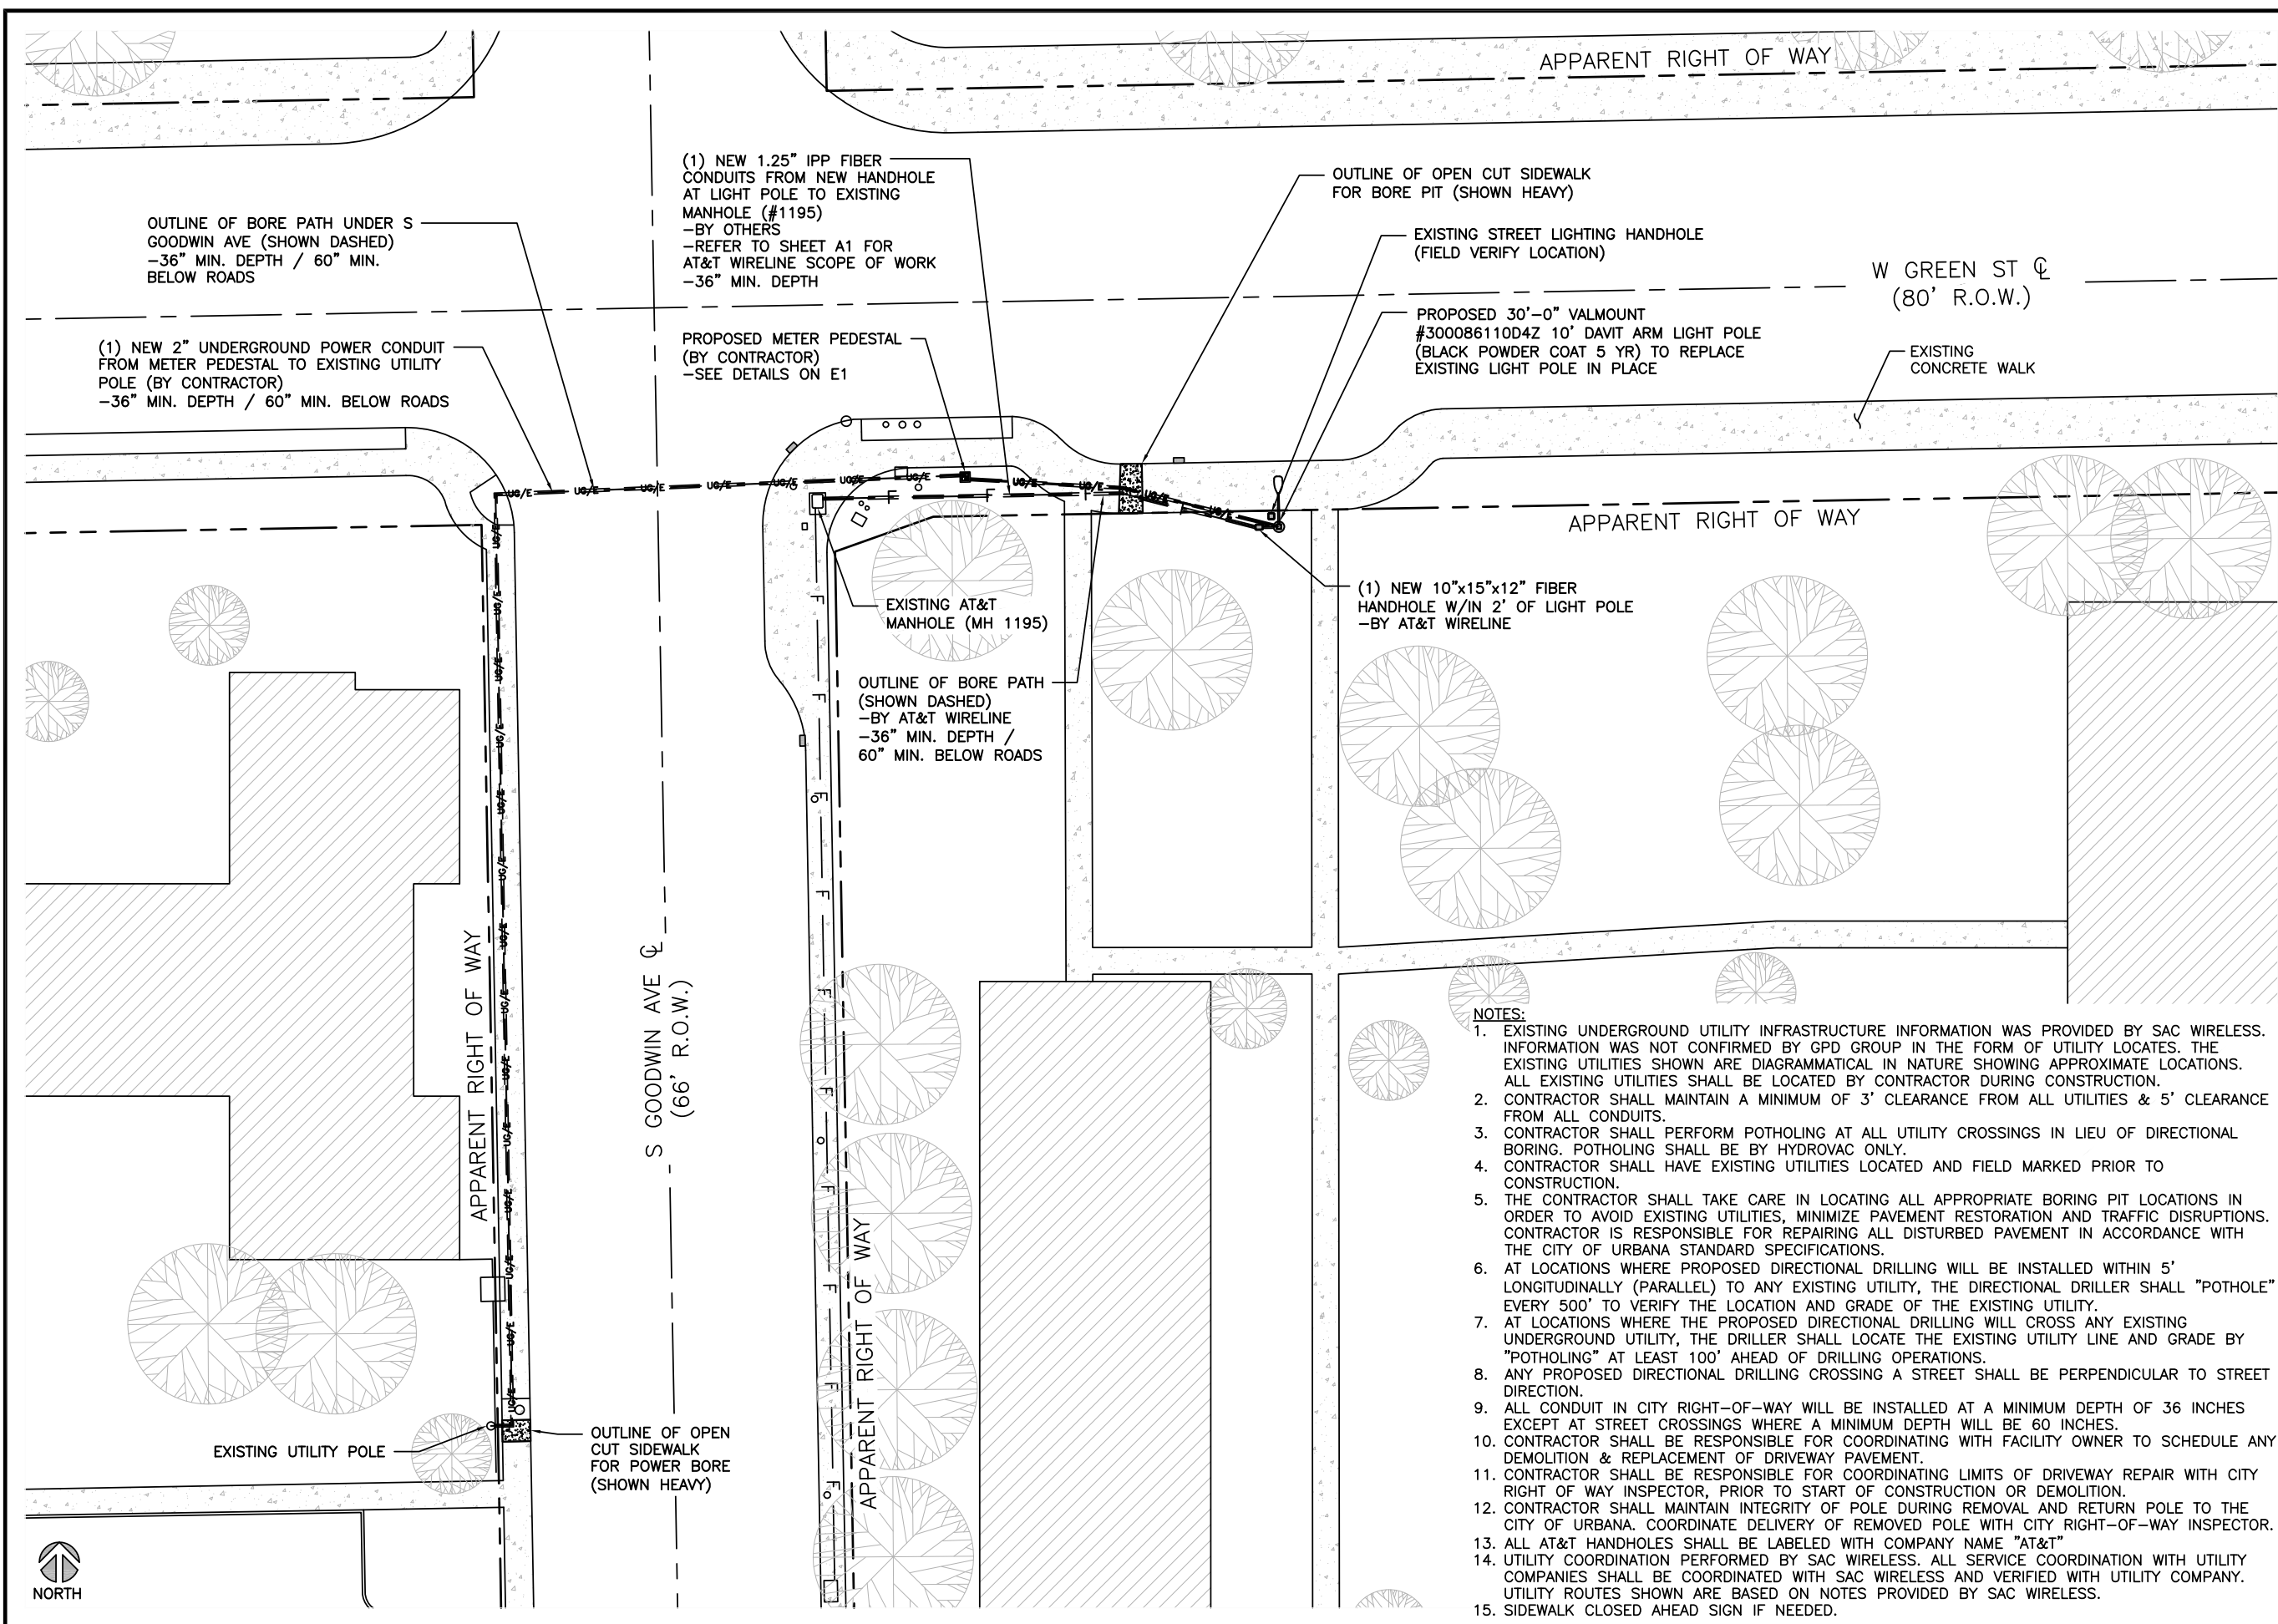 APPARENT RIGHT OF WAY
(1) NEW 1.25" IPP FIBER
CONDUITS FROM NEW HANDHOLE
AT LIGHT POLE TO EXISTING
MANHOLE (#1195)
-BY OTHERS
-REFER TO SHEET A1 FOR
AT&T WIRELINE SCOPE OF WORK
-36" MIN. DEPTH
OUTLINE OF OPEN CUT SIDEWALK
FOR BORE PIT (SHOWN HEAVY)
OUTLINE OF BORE PATH UNDER S
GOODWIN AVE (SHOWN DASHED)
-36" MIN. DEPTH / 60" MIN.
BELOW ROADS
EXISTING STREET LIGHTING HANDHOLE
(FIELD VERIFY LOCATION)
W GREEN ST ℄
(80' R.O.W.)
(1) NEW 2" UNDERGROUND POWER CONDUIT
FROM METER PEDESTAL TO EXISTING UTILITY
POLE (BY CONTRACTOR)
-36" MIN. DEPTH / 60" MIN. BELOW ROADS
PROPOSED METER PEDESTAL
(BY CONTRACTOR)
-SEE DETAILS ON E1
PROPOSED 30'-0" VALMOUNT
#300086110D4Z 10' DAVIT ARM LIGHT POLE
(BLACK POWDER COAT 5 YR) TO REPLACE
EXISTING LIGHT POLE IN PLACE
EXISTING
CONCRETE WALK
UG/E UG/E UG/E UG/E UG/E UG/E UG/E UG/E UG/E UG/E UG/E
F F F F
APPARENT RIGHT OF WAY
EXISTING AT&T
MANHOLE (MH 1195)
(1) NEW 10"x15"x12" FIBER
HANDHOLE W/IN 2' OF LIGHT POLE
-BY AT&T WIRELINE
OUTLINE OF BORE PATH
(SHOWN DASHED)
-BY AT&T WIRELINE
-36" MIN. DEPTH /
60" MIN. BELOW ROADS
UG/E UG/E UG/E UG/E UG/E UG/E UG/E UG/E UG/E UG/E UG/E UG/E UG/E UG/E
F F F F F F F F F F
APPARENT RIGHT OF WAY
S GOODWIN AVE ℄
(66' R.O.W.)
APPARENT RIGHT OF WAY
EXISTING UTILITY POLE
OUTLINE OF OPEN
CUT SIDEWALK
FOR POWER BORE
(SHOWN HEAVY)
NORTH
NOTES:
1. EXISTING UNDERGROUND UTILITY INFRASTRUCTURE INFORMATION WAS PROVIDED BY SAC WIRELESS.
INFORMATION WAS NOT CONFIRMED BY GPD GROUP IN THE FORM OF UTILITY LOCATES. THE
EXISTING UTILITIES SHOWN ARE DIAGRAMMATICAL IN NATURE SHOWING APPROXIMATE LOCATIONS.
ALL EXISTING UTILITIES SHALL BE LOCATED BY CONTRACTOR DURING CONSTRUCTION.
2. CONTRACTOR SHALL MAINTAIN A MINIMUM OF 3' CLEARANCE FROM ALL UTILITIES & 5' CLEARANCE
FROM ALL CONDUITS.
3. CONTRACTOR SHALL PERFORM POTHOLING AT ALL UTILITY CROSSINGS IN LIEU OF DIRECTIONAL
BORING. POTHOLING SHALL BE BY HYDROVAC ONLY.
4. CONTRACTOR SHALL HAVE EXISTING UTILITIES LOCATED AND FIELD MARKED PRIOR TO
CONSTRUCTION.
5. THE CONTRACTOR SHALL TAKE CARE IN LOCATING ALL APPROPRIATE BORING PIT LOCATIONS IN
ORDER TO AVOID EXISTING UTILITIES, MINIMIZE PAVEMENT RESTORATION AND TRAFFIC DISRUPTIONS.
CONTRACTOR IS RESPONSIBLE FOR REPAIRING ALL DISTURBED PAVEMENT IN ACCORDANCE WITH
THE CITY OF URBANA STANDARD SPECIFICATIONS.
6. AT LOCATIONS WHERE PROPOSED DIRECTIONAL DRILLING WILL BE INSTALLED WITHIN 5'
LONGITUDINALLY (PARALLEL) TO ANY EXISTING UTILITY, THE DIRECTIONAL DRILLER SHALL "POTHOLE"
EVERY 500' TO VERIFY THE LOCATION AND GRADE OF THE EXISTING UTILITY.
7. AT LOCATIONS WHERE THE PROPOSED DIRECTIONAL DRILLING WILL CROSS ANY EXISTING
UNDERGROUND UTILITY, THE DRILLER SHALL LOCATE THE EXISTING UTILITY LINE AND GRADE BY
"POTHOLING" AT LEAST 100' AHEAD OF DRILLING OPERATIONS.
8. ANY PROPOSED DIRECTIONAL DRILLING CROSSING A STREET SHALL BE PERPENDICULAR TO STREET
DIRECTION.
9. ALL CONDUIT IN CITY RIGHT-OF-WAY WILL BE INSTALLED AT A MINIMUM DEPTH OF 36 INCHES
EXCEPT AT STREET CROSSINGS WHERE A MINIMUM DEPTH WILL BE 60 INCHES.
10. CONTRACTOR SHALL BE RESPONSIBLE FOR COORDINATING WITH FACILITY OWNER TO SCHEDULE ANY
DEMOLITION & REPLACEMENT OF DRIVEWAY PAVEMENT.
11. CONTRACTOR SHALL BE RESPONSIBLE FOR COORDINATING LIMITS OF DRIVEWAY REPAIR WITH CITY
RIGHT OF WAY INSPECTOR, PRIOR TO START OF CONSTRUCTION OR DEMOLITION.
12. CONTRACTOR SHALL MAINTAIN INTEGRITY OF POLE DURING REMOVAL AND RETURN POLE TO THE
CITY OF URBANA. COORDINATE DELIVERY OF REMOVED POLE WITH CITY RIGHT-OF-WAY INSPECTOR.
13. ALL AT&T HANDHOLES SHALL BE LABELED WITH COMPANY NAME "AT&T"
14. UTILITY COORDINATION PERFORMED BY SAC WIRELESS. ALL SERVICE COORDINATION WITH UTILITY
COMPANIES SHALL BE COORDINATED WITH SAC WIRELESS AND VERIFIED WITH UTILITY COMPANY.
UTILITY ROUTES SHOWN ARE BASED ON NOTES PROVIDED BY SAC WIRELESS.
15. SIDEWALK CLOSED AHEAD SIGN IF NEEDED.